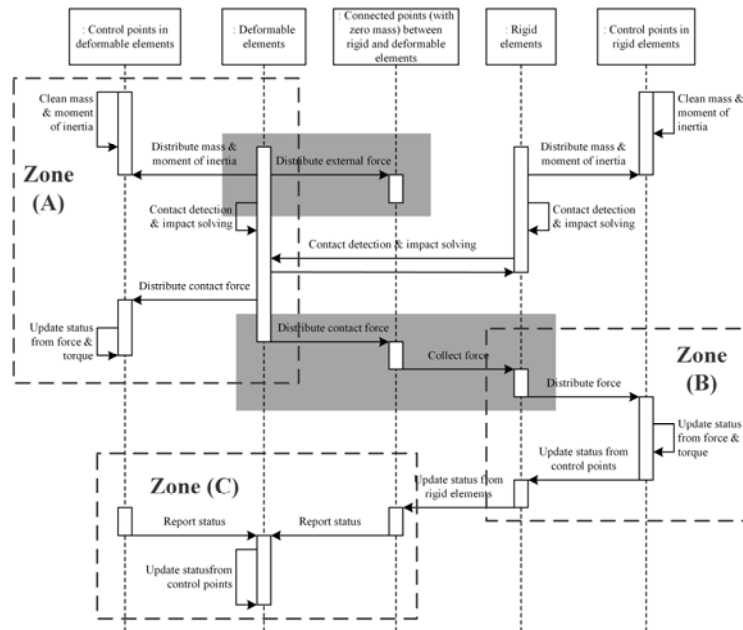 : Control points in
deformable elements
: Deformable
elements
: Connected points (with
zero mass) between
rigid and deformable
elements
: Rigid
elements
: Control points in
rigid elements
Clean mass
& moment
of inertia
Clean mass
& moment of
inertia
Distribute mass &
moment of inertia
Distribute external force
Distribute mass &
moment of inertia
Zone
(A)
Contact detection
& impact solving
Contact detection
& impact solving
Contact detection & impact solving
Distribute contact force
Update status
from force &
torque
Distribute contact force
Collect force
Zone
(B)
Distribute force
Update status
from force &
torque
Update status from
control points
Update status from
rigid elements
Zone (C)
Report status
Report status
Update statusfrom
control points